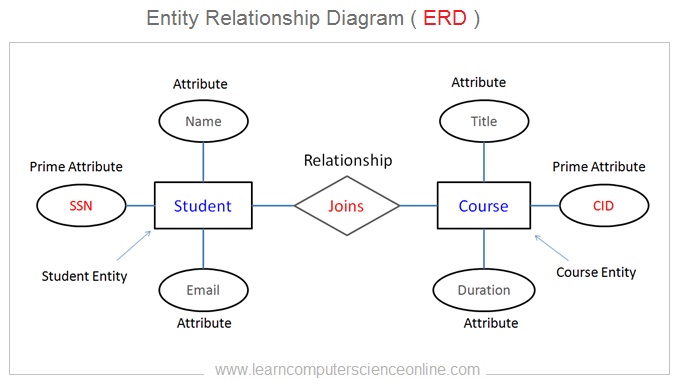 Entity Relationship Diagram ( ERD )
Attribute
Attribute
Name
Title
Relationship
Prime Attribute
Prime Attribute
SSN
Student
Joins
Course
CID
Student Entity
Course Entity
Email
Duration
Attribute
Attribute
www.learncomputerscienceonline.com